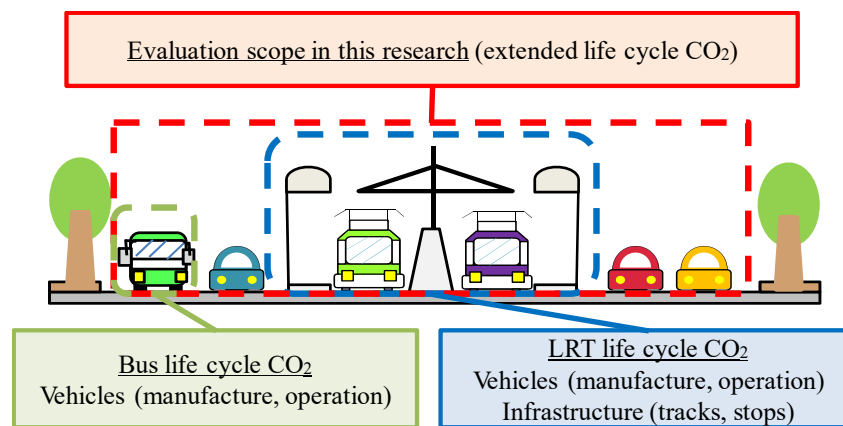 Evaluation scope in this research (extended life cycle CO₂)
Bus life cycle CO₂
Vehicles (manufacture, operation)
LRT life cycle CO₂
Vehicles (manufacture, operation)
Infrastructure (tracks, stops)